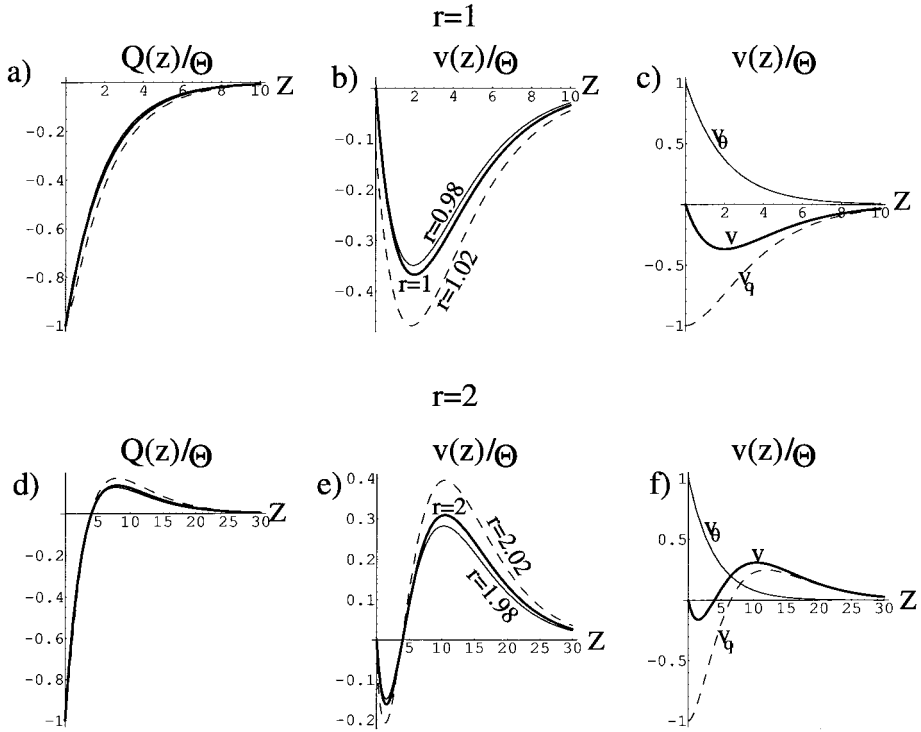 r=1
a) Q(z)/Θ
b) v(z)/Θ
c) v(z)/Θ
2 4 6 8 10 Z
-0.2
-0.4
-0.6
-0.8
-1
2 4 6 8 10 Z
-0.1
-0.2
-0.3
-0.4
r=0.98
r=1
r=1.02
1
0.5
-0.5
-1
2 4 6 8 10 Z
vθ
v
vq
r=2
d) Q(z)/Θ
e) v(z)/Θ
f) v(z)/Θ
5 10 15 20 25 30 Z
-0.2
-0.4
-0.6
-0.8
-1
0.4
0.3
0.2
0.1
-0.1
-0.2
5 10 15 20 25 30 Z
r=2
r=2.02
r=1.98
1
0.5
-0.5
-1
5 10 15 20 25 30 Z
vθ
v
vq